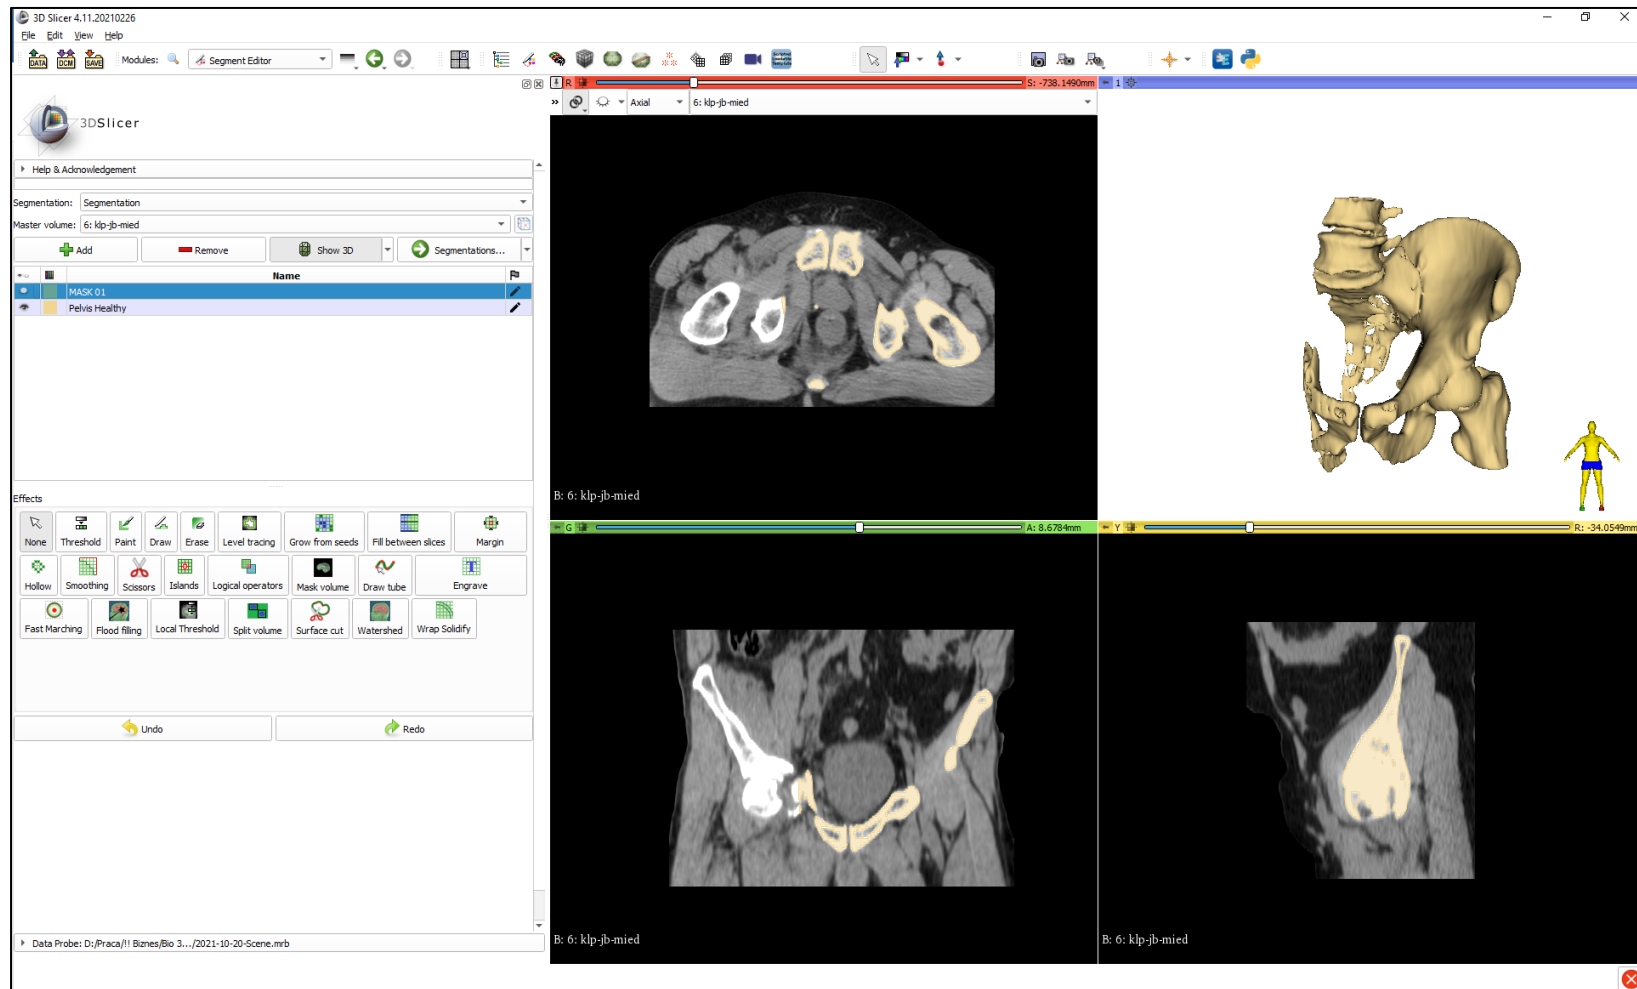 3D Slicer 4.11.20210226
File Edit View Help
DATA DCM SAVE Modules: Segment Editor
R S: -738.1490mm
1
Axial 6: klp-jb-mied
3DSlicer
Help & Acknowledgement
Segmentation: Segmentation
Master volume: 6: klp-jb-mied
Add Remove Show 3D Segmentations...
Name
MASK 01
Pelvis Healthy
B: 6: klp-jb-mied
Effects
None Threshold Paint Draw Erase Level tracing Grow from seeds Fill between slices Margin
Hollow Smoothing Scissors Islands Logical operators Mask volume Draw tube Engrave
Fast Marching Flood filling Local Threshold Split volume Surface cut Watershed Wrap Solidify
Undo Redo
G A: 8.6784mm
Y R: -34.0549mm
B: 6: klp-jb-mied
B: 6: klp-jb-mied
Data Probe: D:/Praca/!! Biznes/Bio 3.../2021-10-20-Scene.mrb